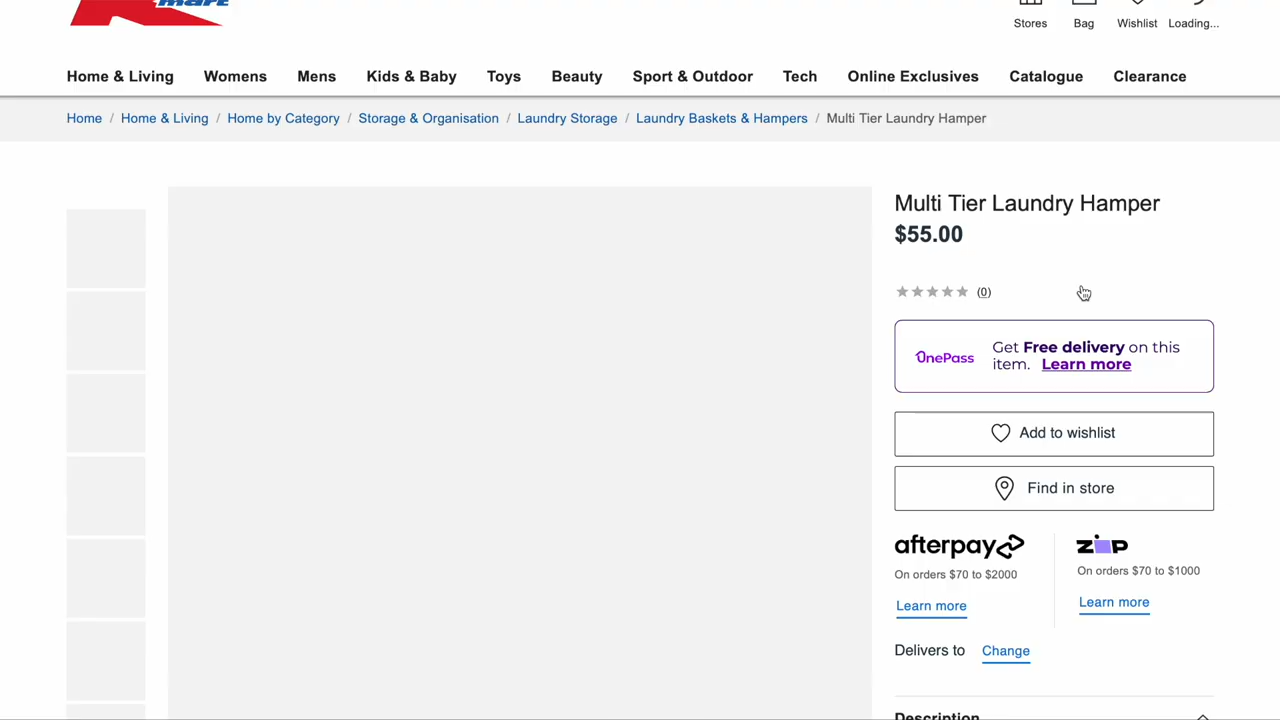 mart
Stores Bag Wishlist Loading...
Home & Living Womens Mens Kids & Baby Toys Beauty Sport & Outdoor Tech Online Exclusives Catalogue Clearance
Home / Home & Living / Home by Category / Storage & Organisation / Laundry Storage / Laundry Baskets & Hampers / Multi Tier Laundry Hamper
Multi Tier Laundry Hamper
$55.00
(0)
OnePass
Get Free delivery on this
item. Learn more
Add to wishlist
Find in store
afterpay
On orders $70 to $2000
Learn more
zip
On orders $70 to $1000
Learn more
Delivers to Change
Description